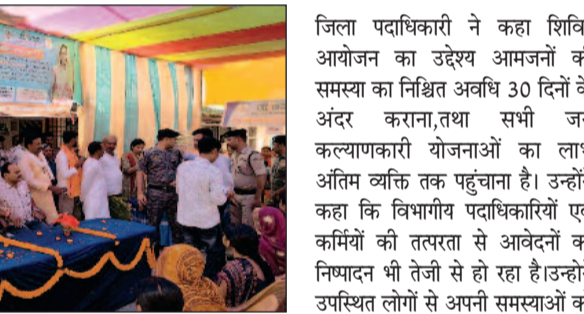 जिला पदाधिकारी ने कहा शिवि
आयोजन का उद्देश्य आमजनों क
समस्या का निश्चित अवधि 30 दिनों के
अंदर कराना,तथा सभी जन
कल्याणकारी योजनाओं का लाभ
अंतिम व्यक्ति तक पहुंचाना है। उन्होंने
कहा कि विभागीय पदाधिकारियों एव
कर्मियों की तत्परता से आवेदनों क
निष्पादन भी तेजी से हो रहा है।उन्होंने
उपस्थित लोगों से अपनी समस्याओं क